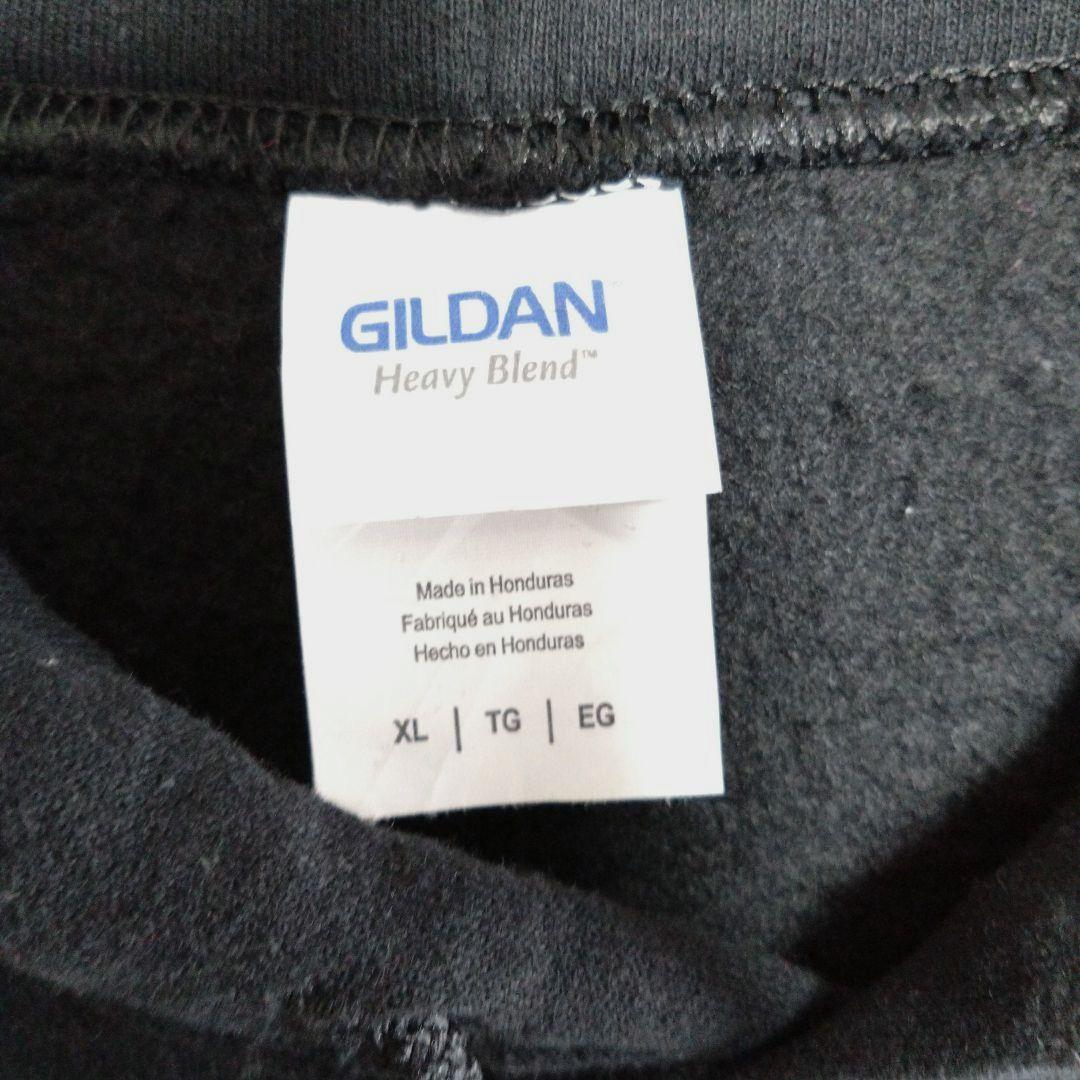 GILDAN
Heavy Blend™
Made in Honduras
Fabriqué au Honduras
Hecho en Honduras
XL | TG | EG